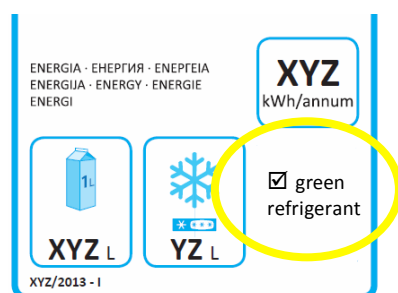 ENERGIA · ЕНЕРГИЯ · ΕΝΕΡΓΕΙΑ
ENERGIJA · ENERGY · ENERGIE
ENERGI
XYZ
kWh/annum
1L
XYZ L
YZ L
☑ green
refrigerant
XYZ/2013 - I